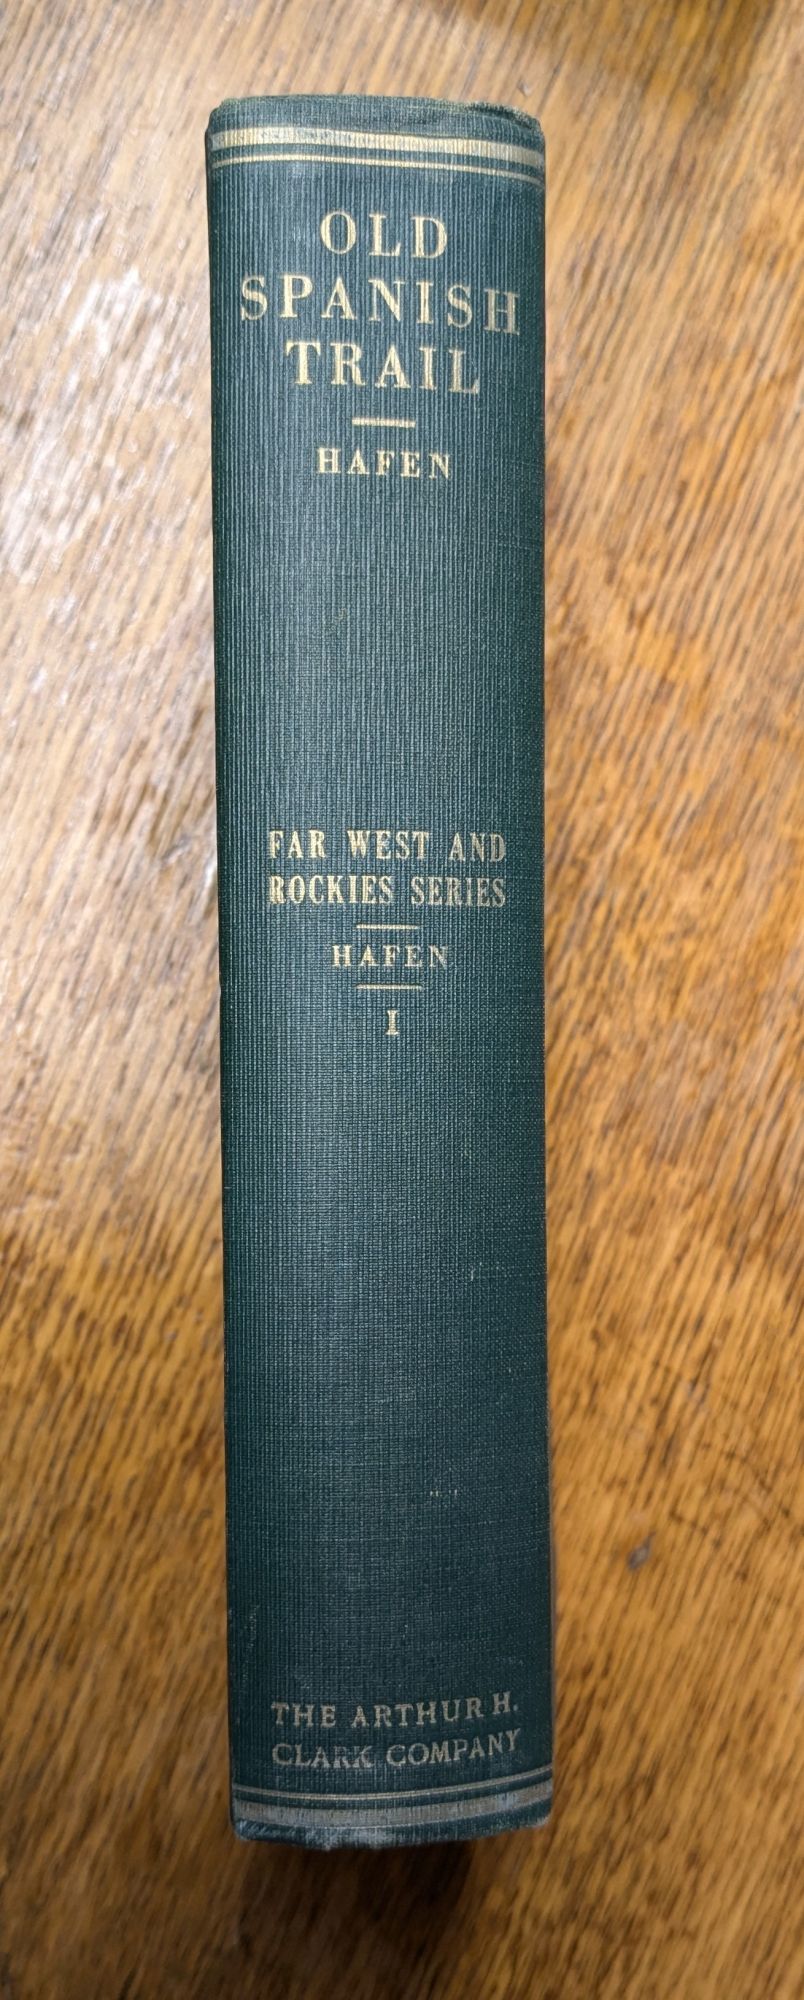 OLD
SPANISH
TRAIL
HAFEN
FAR WEST AND
ROCKIES SERIES
HAFEN
I
THE ARTHUR H.
CLARK COMPANY